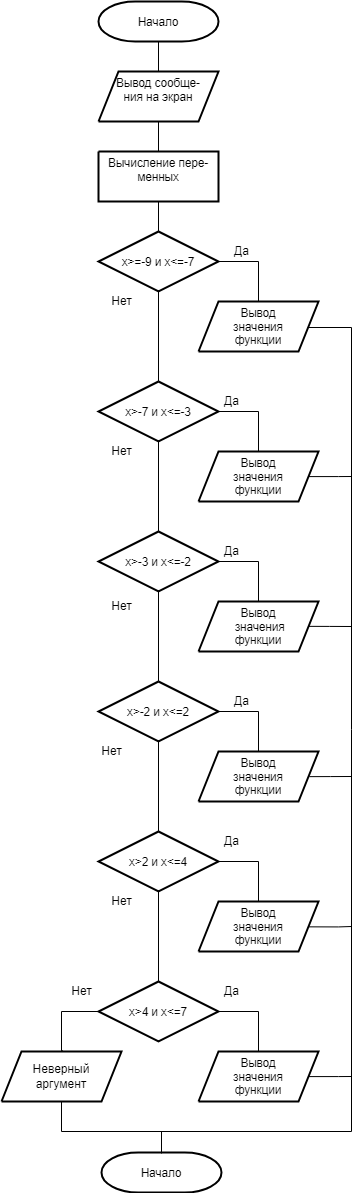 Начало
Вывод сообще-
ния на экран
Вычисление пере-
менных
x>=-9 и x<=-7
Да
Нет
Вывод
значения
функции
x>-7 и x<=-3
Да
Нет
Вывод
значения
функции
x>-3 и x<=-2
Да
Нет
Вывод
значения
функции
x>-2 и x<=2
Да
Нет
Вывод
значения
функции
x>2 и x<=4
Да
Нет
Вывод
значения
функции
Нет
x>4 и x<=7
Да
Неверный
аргумент
Вывод
значения
функции
Начало